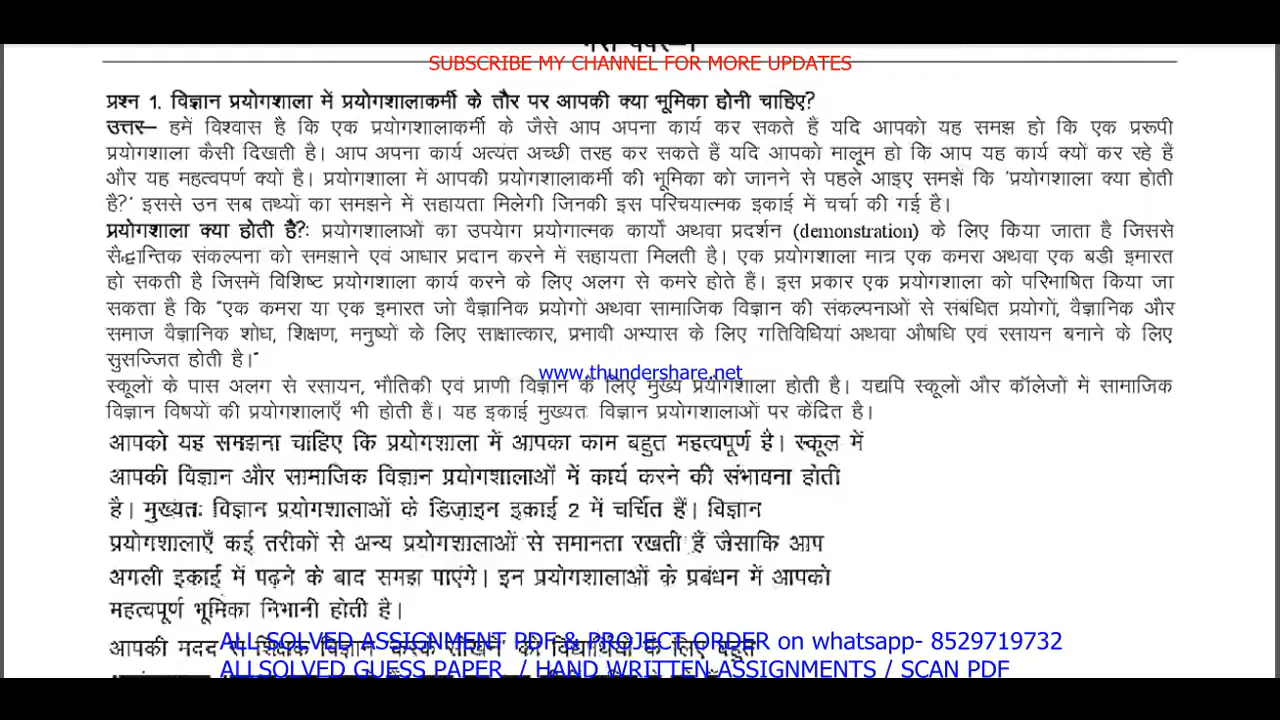 SUBSCRIBE MY CHANNEL FOR MORE UPDATES
प्रश्न 1. विज्ञान प्रयोगशाला में प्रयोगशालाकर्मी के तौर पर आपकी क्या भूमिका होनी चाहिए?
उत्तर– हमें विश्वास है कि एक प्रयोगशालाकर्मी के जैसे आप अपना कार्य कर सकते हैं यदि आपको यह समझ हो कि एक प्ररूपी
प्रयोगशाला कैसी दिखती है। आप अपना कार्य अत्यंत अच्छी तरह कर सकते हैं यदि आपको मालूम हो कि आप यह कार्य क्यों कर रहे हैं
और यह महत्वपर्ण क्यों है। प्रयोगशाला में आपकी प्रयोगशालाकर्मी की भूमिका को जानने से पहले आइए समझें कि 'प्रयोगशाला क्या होती
है?' इससे उन सब तथ्यों का समझने में सहायता मिलेगी जिनकी इस परिचयात्मक इकाई में चर्चा की गई है।
प्रयोगशाला क्या होती है?: प्रयोगशालाओं का उपयेाग प्रयोगात्मक कार्यो अथवा प्रदर्शन (demonstration) के लिए किया जाता है जिससे
सैद्धान्तिक संकल्पना को समझाने एवं आधार प्रदान करने में सहायता मिलती है। एक प्रयोगशाला मात्र एक कमरा अथवा एक बडी इमारत
हो सकती है जिसमें विशिष्ट प्रयोगशाला कार्य करने के लिए अलग से कमरे होते हैं। इस प्रकार एक प्रयोगशाला को परिभाषित किया जा
सकता है कि "एक कमरा या एक इमारत जो वैज्ञानिक प्रयोगों अथवा सामाजिक विज्ञान की संकल्पनाओं से संबंधित प्रयोगों, वैज्ञानिक और
समाज वैज्ञानिक शोध, शिक्षण, मनुष्यों के लिए साक्षात्कार, प्रभावी अभ्यास के लिए गतिविधियां अथवा औषधि एवं रसायन बनाने के लिए
सुसज्जित होती है।"
www.thundershare.net
स्कूलों के पास अलग से रसायन, भौतिकी एवं प्राणी विज्ञान के लिए मुख्य प्रयोगशाला होती है। यद्यपि स्कूलों और कॉलेजों में सामाजिक
विज्ञान विषयों की प्रयोगशालाएँ भी होती हैं। यह इकाई मुख्यतः विज्ञान प्रयोगशालाओं पर केंद्रित है।
आपको यह समझना चाहिए कि प्रयोगशाला में आपका काम बहुत महत्वपूर्ण है। स्कूल में
आपकी विज्ञान और सामाजिक विज्ञान प्रयोगशालाओं में कार्य करने की संभावना होती
है। मुख्यतः विज्ञान प्रयोगशालाओं के डिज़ाइन इकाई 2 में चर्चित हैं। विज्ञान
प्रयोगशालाएँ कई तरीकों से अन्य प्रयोगशालाओं से समानता रखती हैं जैसाकि आप
अगली इकाई में पढ़ने के बाद समझ पाएंगे। इन प्रयोगशालाओं के प्रबंधन में आपको
महत्वपूर्ण भूमिका निभानी होती है।
आपकी मदद से शिक्षक विज्ञान करके सीखने को विद्यार्थियों के लिए बहुत
ALL SOLVED ASSIGNMENT PDF & PROJECT ORDER on whatsapp- 8529719732
ALLSOLVED GUESS PAPER / HAND WRITTEN ASSIGNMENTS / SCAN PDF